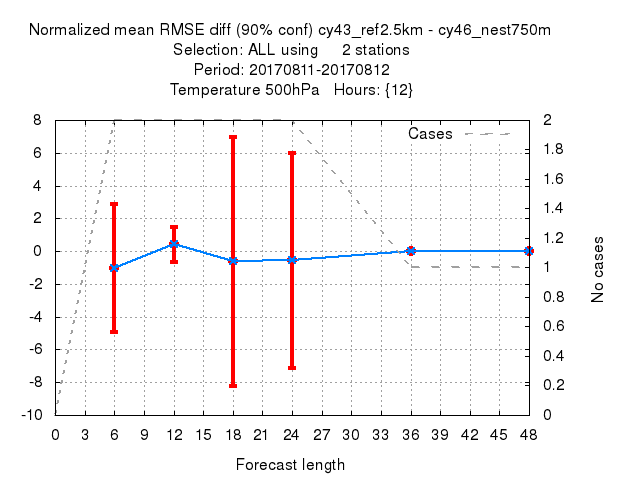 Normalized mean RMSE diff (90% conf) cy43_ref2.5km - cy46_nest750m
Selection: ALL using 2 stations
Period: 20170811-20170812
Temperature 500hPa Hours: {12}
Cases
8
6
4
2
0
-2
-4
-6
-8
-10
2
1.8
1.6
1.4
1.2
1
0.8
0.6
0.4
0.2
0
No cases
0 3 6 9 12 15 18 21 24 27 30 33 36 39 42 45 48
Forecast length